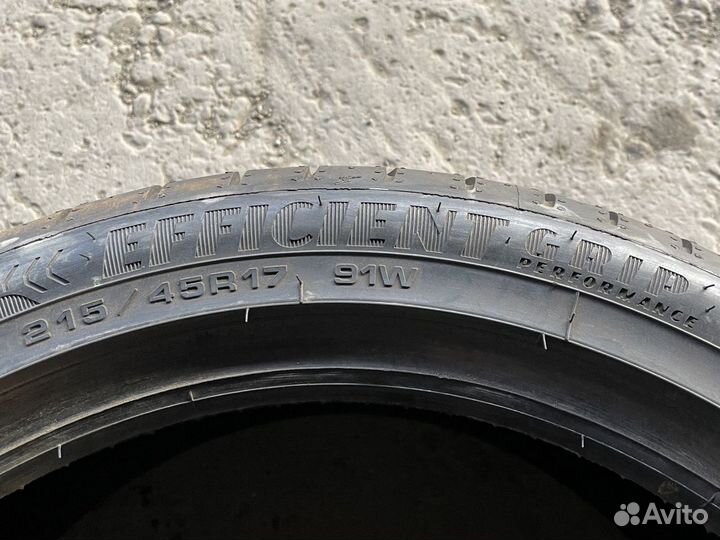 EFFICIENT GRIP
PERFORMANCE
215/45R17 91W
Avito